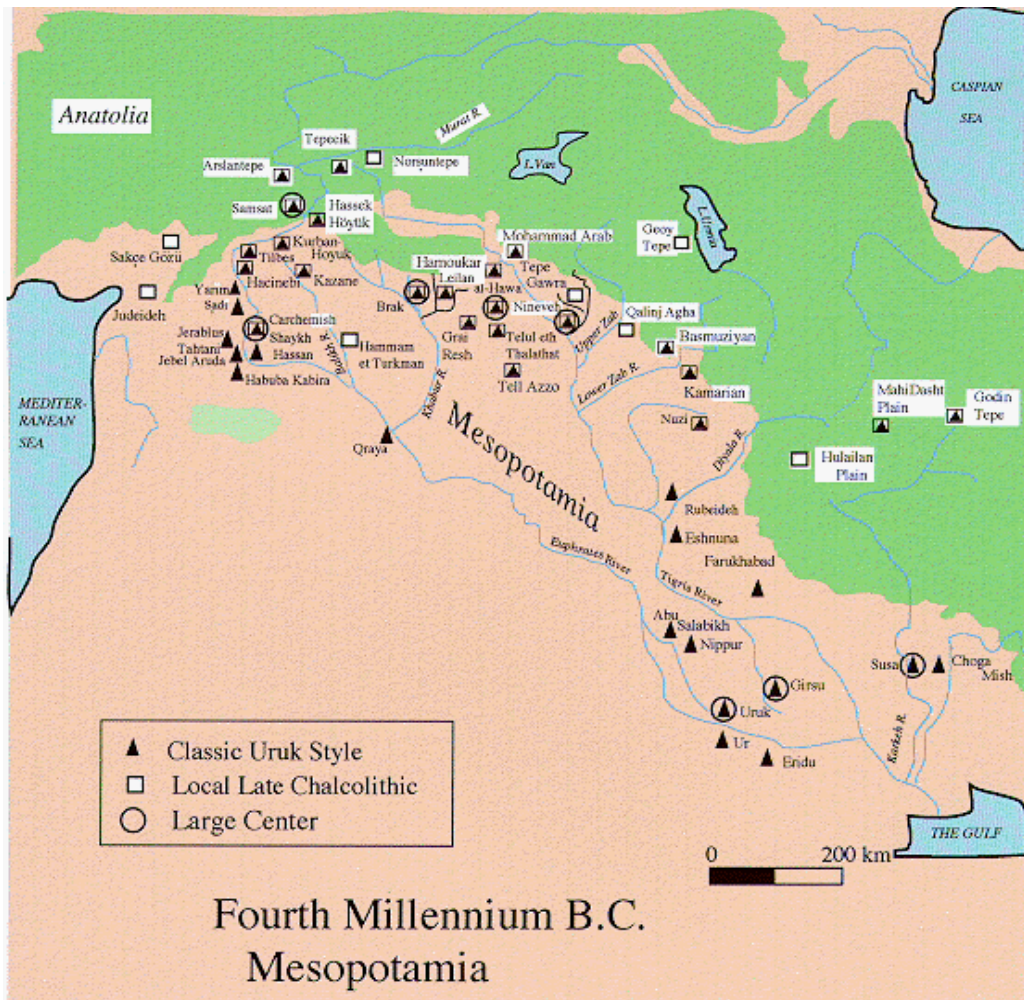 Anatolia
CASPIAN
SEA
Murat R.
Tepecik
Norsuntepe
Arslantepe
L.Van
Samsat
Hassek
Höyük
L.Urmia
Geoy
Tepe
Sakçe Gözü
Kurban-
Hoyuk
Tilbes
Mohammad Arab
Hacinebi
Kazane
Hamoukar
Tepe
Gawra
Leilan
al-Hawa
Yarim
Sadi
Judeideh
Brak
Nineveh
Upper Zab
Qalinj Agha
Carchemish
Jerablus
Tahtani
Shaykh
Hassan
Jebel Aruda
Balikh R.
Hammam
et Turkman
Grai
Resh
Telul eth
Thalathat
Basmuziyan
Habuba Kabira
Khabur R.
Tell Azzo
Lower Zab R.
Kamarian
MEDITER-
RANEAN
SEA
Mesopotamia
Nuzi
MahiDasht
Plain
Godin
Tepe
Qraya
Diyala R.
Hulailan
Plain
Rubeideh
Eshnuna
Euphrates River
Farukhabad
Tigris River
Abu
Salabikh
Nippur
Susa
Choga
Mish
Girsu
Uruk
Ur
Eridu
Karkeh R.
Classic Uruk Style
Local Late Chalcolithic
Large Center
THE GULF
0 200 km
Fourth Millennium B.C.
Mesopotamia